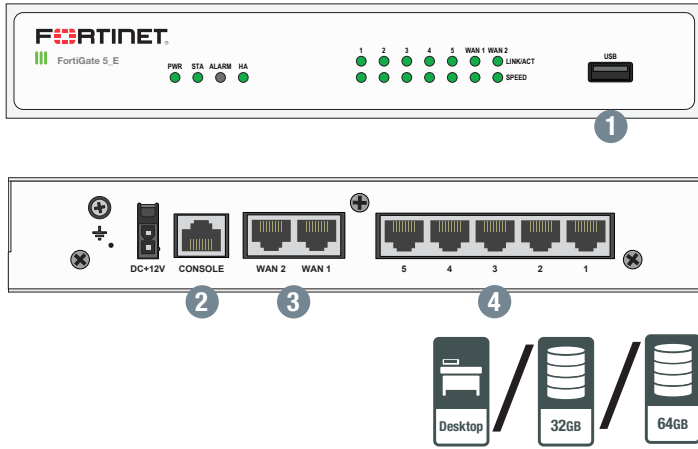 FORTINET.
FortiGate 5_E
PWR STA ALARM HA
1 2 3 4 5 WAN 1 WAN 2
LINK/ACT
SPEED
USB
1
DC+12V CONSOLE WAN 2 WAN 1 5 4 3 2 1
2 3 4
Desktop 32GB 64GB